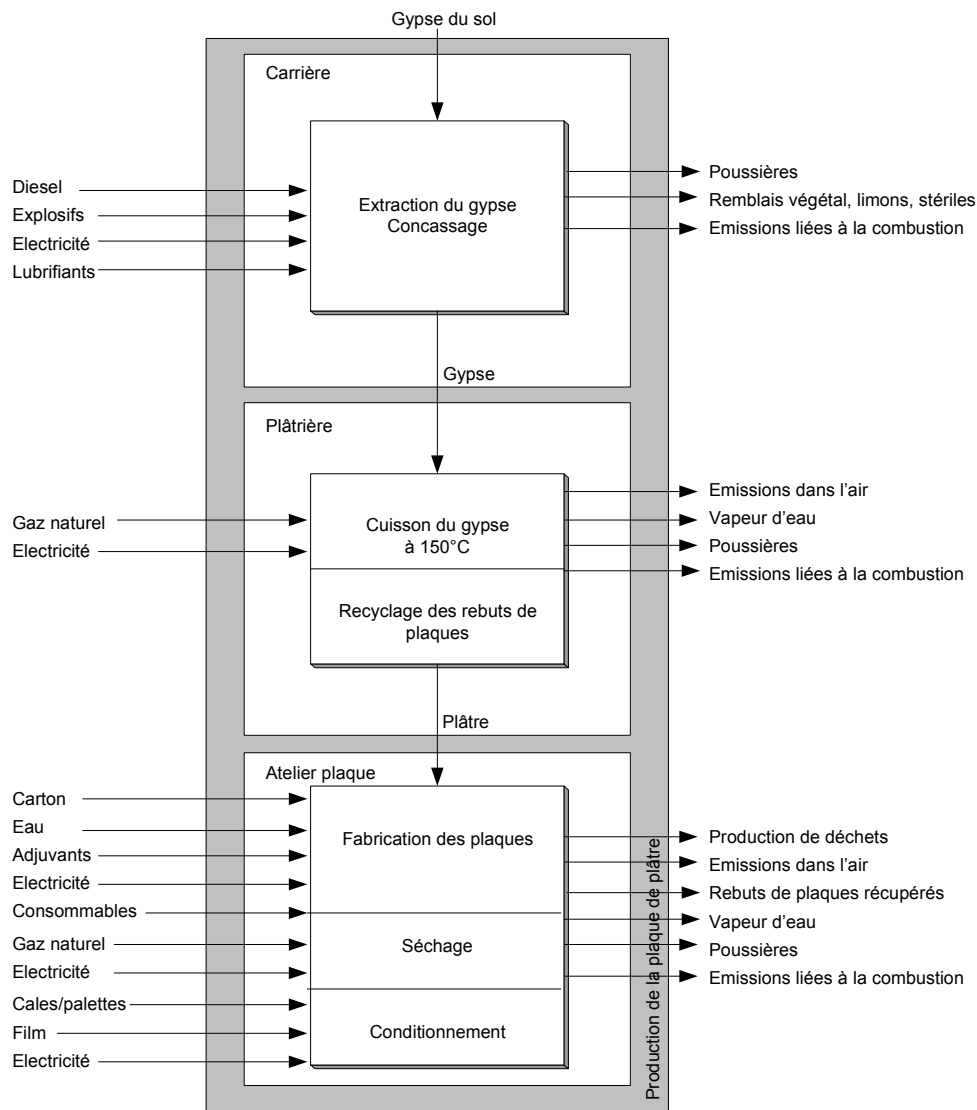 Gypse du sol
Carrière
Diesel
Explosifs
Electricité
Lubrifiants
Extraction du gypse
Concassage
Poussières
Remblais végétal, limons, stériles
Emissions liées à la combustion
Gypse
Plâtrière
Gaz naturel
Electricité
Cuisson du gypse
à 150°C
Recyclage des rebuts de
plaques
Emissions dans l'air
Vapeur d'eau
Poussières
Emissions liées à la combustion
Plâtre
Atelier plaque
Carton
Eau
Adjuvants
Electricité
Consommables
Gaz naturel
Electricité
Cales/palettes
Film
Electricité
Fabrication des plaques
Séchage
Conditionnement
Production de déchets
Emissions dans l'air
Rebuts de plaques récupérés
Vapeur d'eau
Poussières
Emissions liées à la combustion
Production de la plaque de plâtre